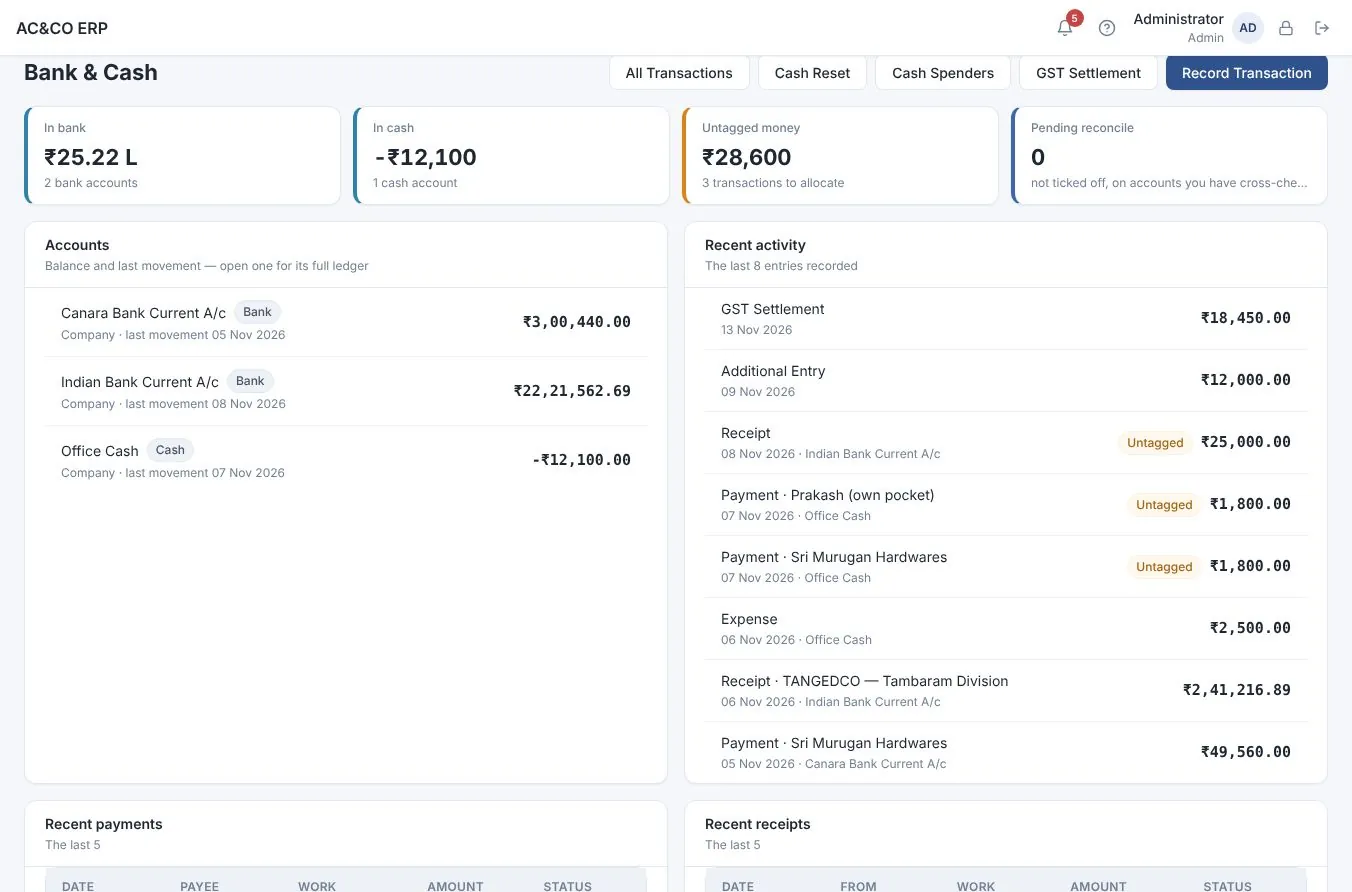 AC&CO ERP
5
Administrator
Admin
AD
Bank & Cash
All Transactions
Cash Reset
Cash Spenders
GST Settlement
Record Transaction
In bank
₹25.22 L
2 bank accounts
In cash
-₹12,100
1 cash account
Untagged money
₹28,600
3 transactions to allocate
Pending reconcile
0
not ticked off, on accounts you have cross-che...
Accounts
Balance and last movement — open one for its full ledger
Canara Bank Current A/c Bank
₹3,00,440.00
Company · last movement 05 Nov 2026
Indian Bank Current A/c Bank
₹22,21,562.69
Company · last movement 08 Nov 2026
Office Cash Cash
-₹12,100.00
Company · last movement 07 Nov 2026
Recent activity
The last 8 entries recorded
GST Settlement
₹18,450.00
13 Nov 2026
Additional Entry
₹12,000.00
09 Nov 2026
Receipt
Untagged ₹25,000.00
08 Nov 2026 · Indian Bank Current A/c
Payment · Prakash (own pocket)
Untagged ₹1,800.00
07 Nov 2026 · Office Cash
Payment · Sri Murugan Hardwares
Untagged ₹1,800.00
07 Nov 2026 · Office Cash
Expense
₹2,500.00
06 Nov 2026 · Office Cash
Receipt · TANGEDCO — Tambaram Division
₹2,41,216.89
06 Nov 2026 · Indian Bank Current A/c
Payment · Sri Murugan Hardwares
₹49,560.00
05 Nov 2026 · Canara Bank Current A/c
Recent payments
The last 5
DATE PAYEE WORK AMOUNT STATUS
Recent receipts
The last 5
DATE FROM WORK AMOUNT STATUS